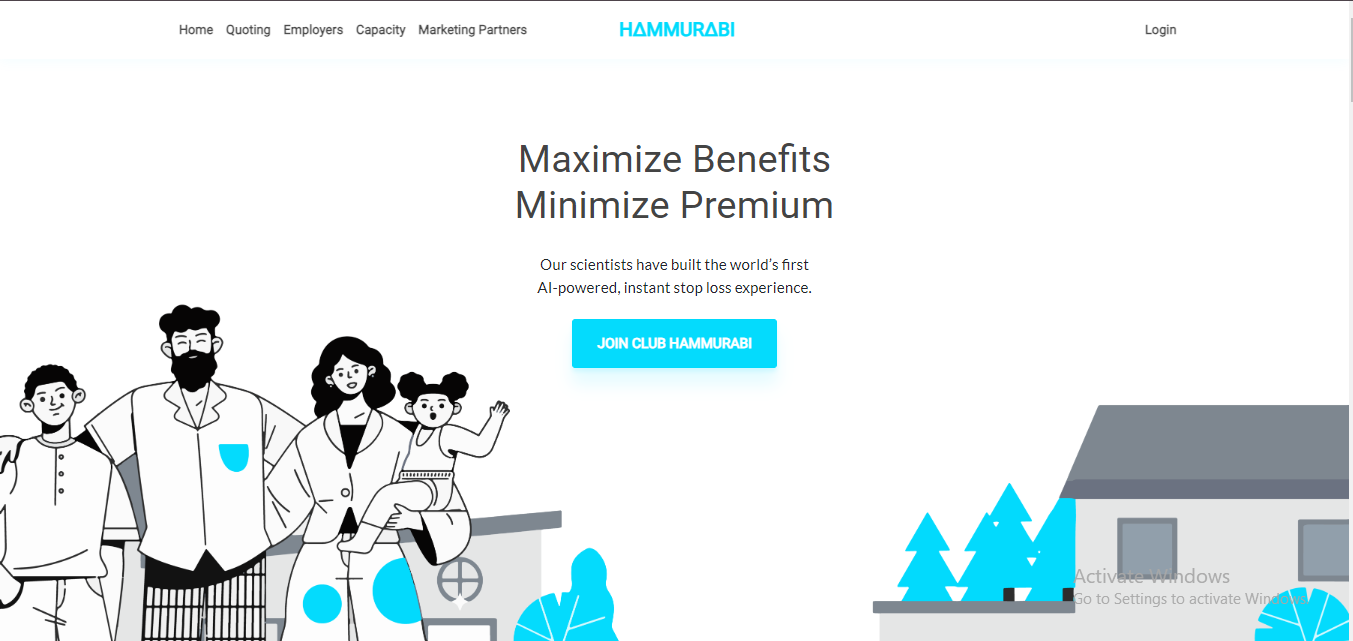 Home Quoting Employers Capacity Marketing Partners HAMMURABI Login
Maximize Benefits
Minimize Premium
Our scientists have built the world’s first
AI-powered, instant stop loss experience.
JOIN CLUB HAMMURABI
Activate Windows
Go to Settings to activate Windows.